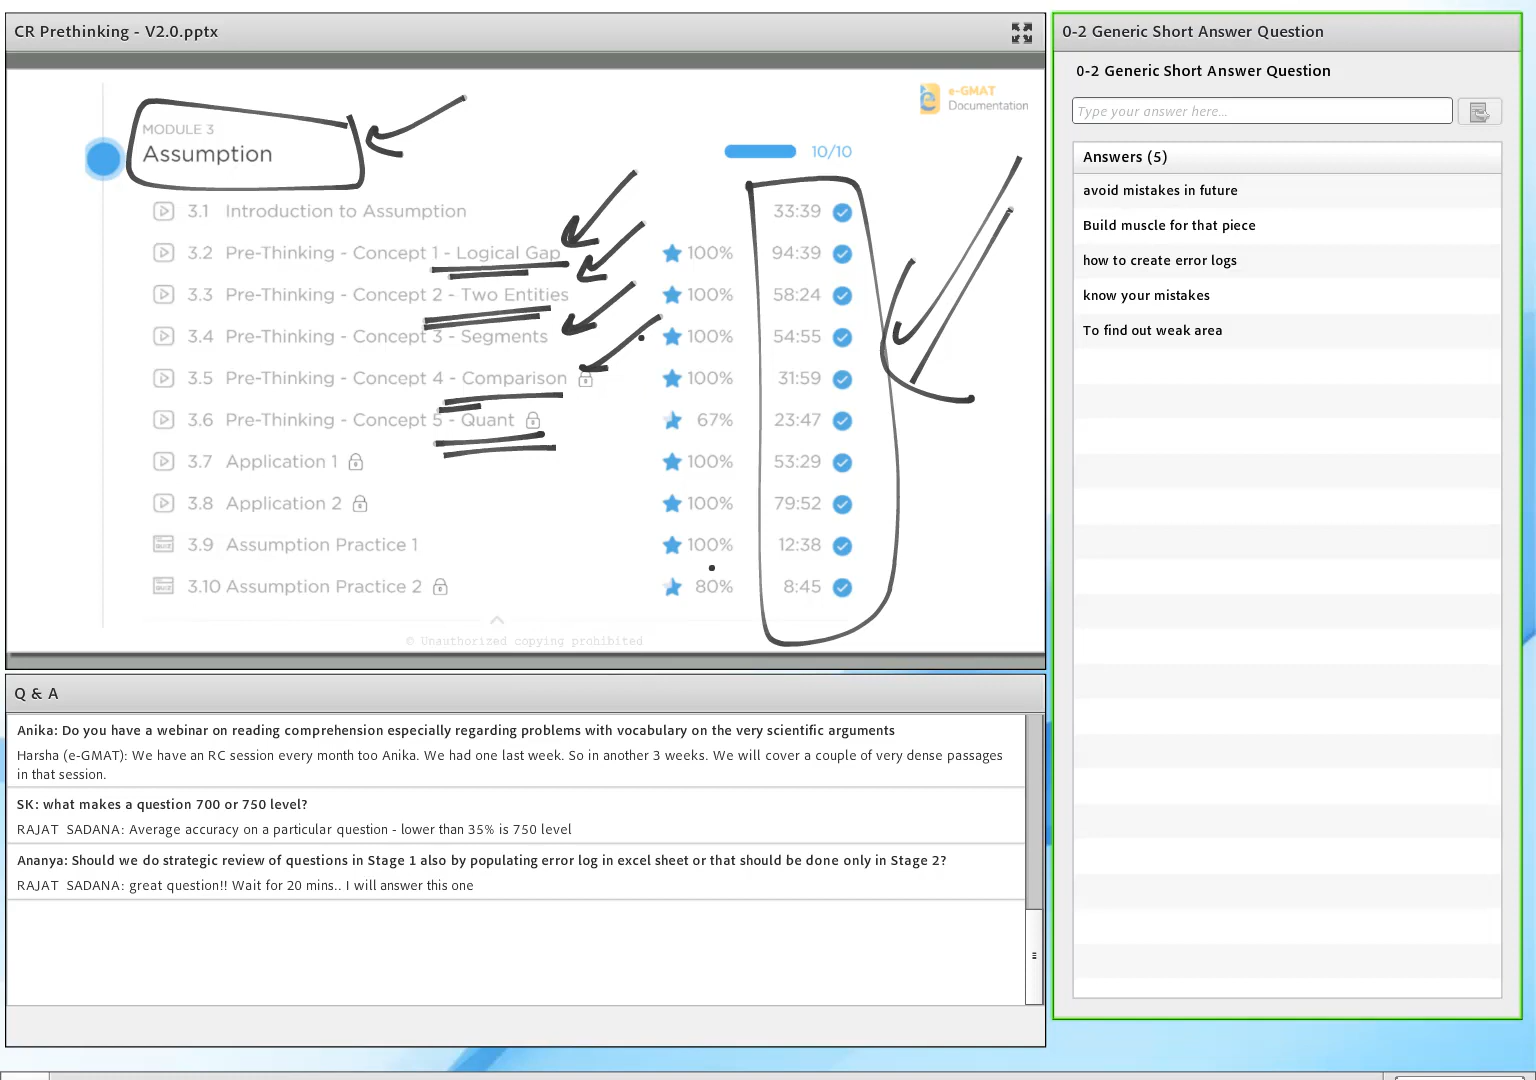 CR Prethinking - V2.0.pptx
e-GMAT
Documentation
MODULE 3
Assumption
10/10
3.1 Introduction to Assumption 33:39
3.2 Pre-Thinking - Concept 1 - Logical Gap 100% 94:39
3.3 Pre-Thinking - Concept 2 - Two Entities 100% 58:24
3.4 Pre-Thinking - Concept 3 - Segments 100% 54:55
3.5 Pre-Thinking - Concept 4 - Comparison 100% 31:59
3.6 Pre-Thinking - Concept 5 - Quant 67% 23:47
3.7 Application 1 100% 53:29
3.8 Application 2 100% 79:52
QUIZ 3.9 Assumption Practice 1 100% 12:38
QUIZ 3.10 Assumption Practice 2 80% 8:45
© Unauthorized copying prohibited
Q & A
Anika: Do you have a webinar on reading comprehension especially regarding problems with vocabulary on the very scientific arguments
Harsha (e-GMAT): We have an RC session every month too Anika. We had one last week. So in another 3 weeks. We will cover a couple of very dense passages
in that session.
SK: what makes a question 700 or 750 level?
RAJAT SADANA: Average accuracy on a particular question - lower than 35% is 750 level
Ananya: Should we do strategic review of questions in Stage 1 also by populating error log in excel sheet or that should be done only in Stage 2?
RAJAT SADANA: great question!! Wait for 20 mins.. I will answer this one
0-2 Generic Short Answer Question
0-2 Generic Short Answer Question
Type your answer here...
Answers (5)
avoid mistakes in future
Build muscle for that piece
how to create error logs
know your mistakes
To find out weak area